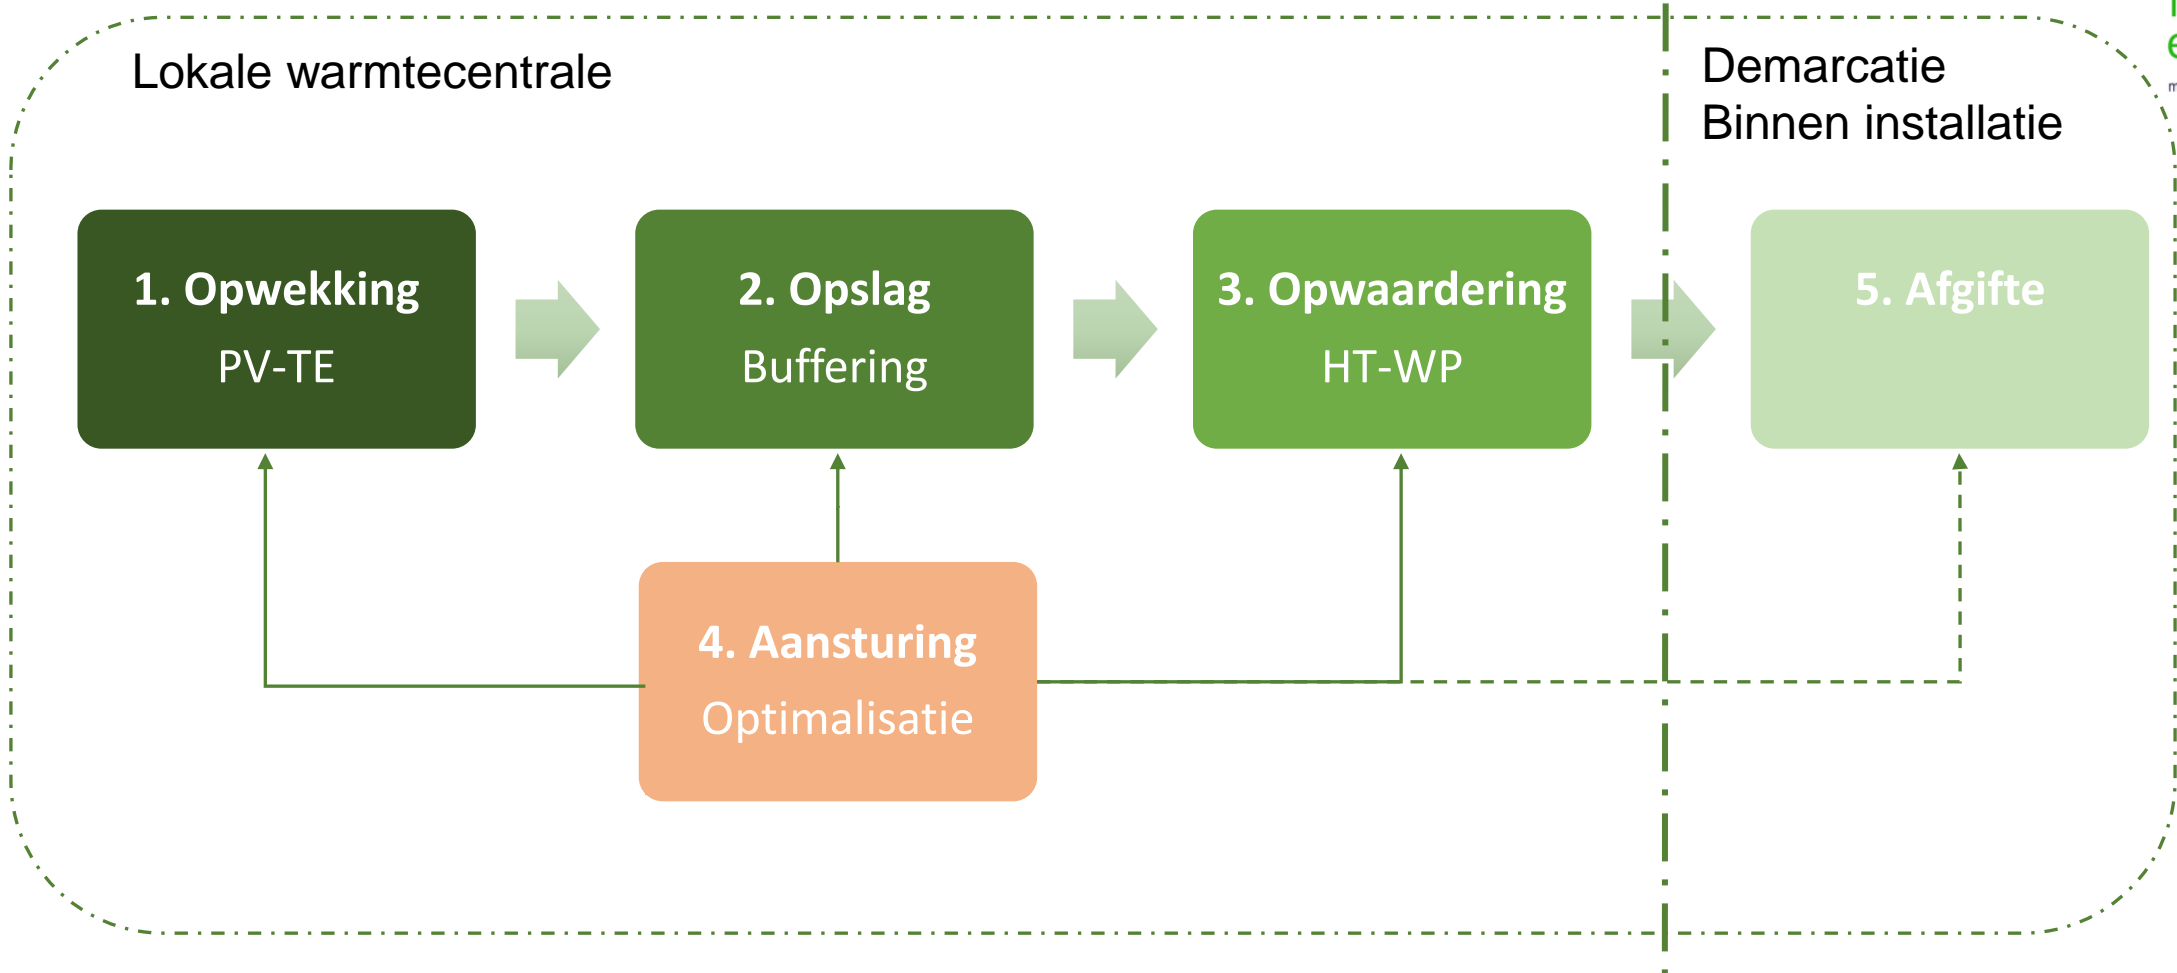 Lokale warmtecentrale
Demarcatie
Binnen installatie
1. Opwekking
PV-TE
2. Opslag
Buffering
3. Opwaardering
HT-WP
5. Afgifte
4. Aansturing
Optimalisatie